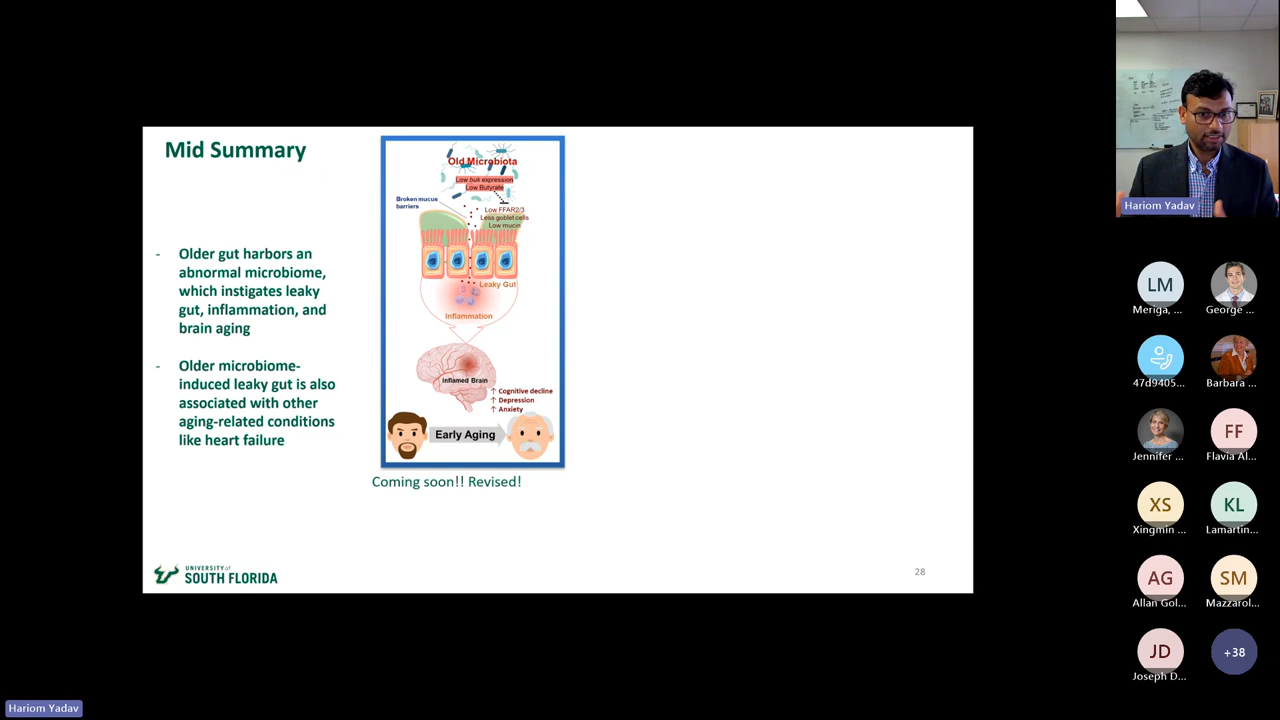 Mid Summary
- Older gut harbors an
abnormal microbiome,
which instigates leaky
gut, inflammation, and
brain aging
- Older microbiome-
induced leaky gut is also
associated with other
aging-related conditions
like heart failure
Old Microbiota
Low buk expression
Low Butyrate
Broken mucus
barriers
Low FFAR2/3
Less goblet cells
Low mucin
Leaky Gut
Inflammation
Inflamed Brain
↑ Cognitive decline
↑ Depression
↑ Anxiety
Early Aging
Coming soon!! Revised!
UNIVERSITY of
SOUTH FLORIDA
28
Hariom Yadav
LM
Meriga, ...
George ...
47d9405...
Barbara ...
Jennifer ...
FF
Flavia Al...
XS
Xingmin ...
KL
Lamartin...
AG
Allan Gol...
SM
Mazzarol...
JD
Joseph D...
+38
Hariom Yadav